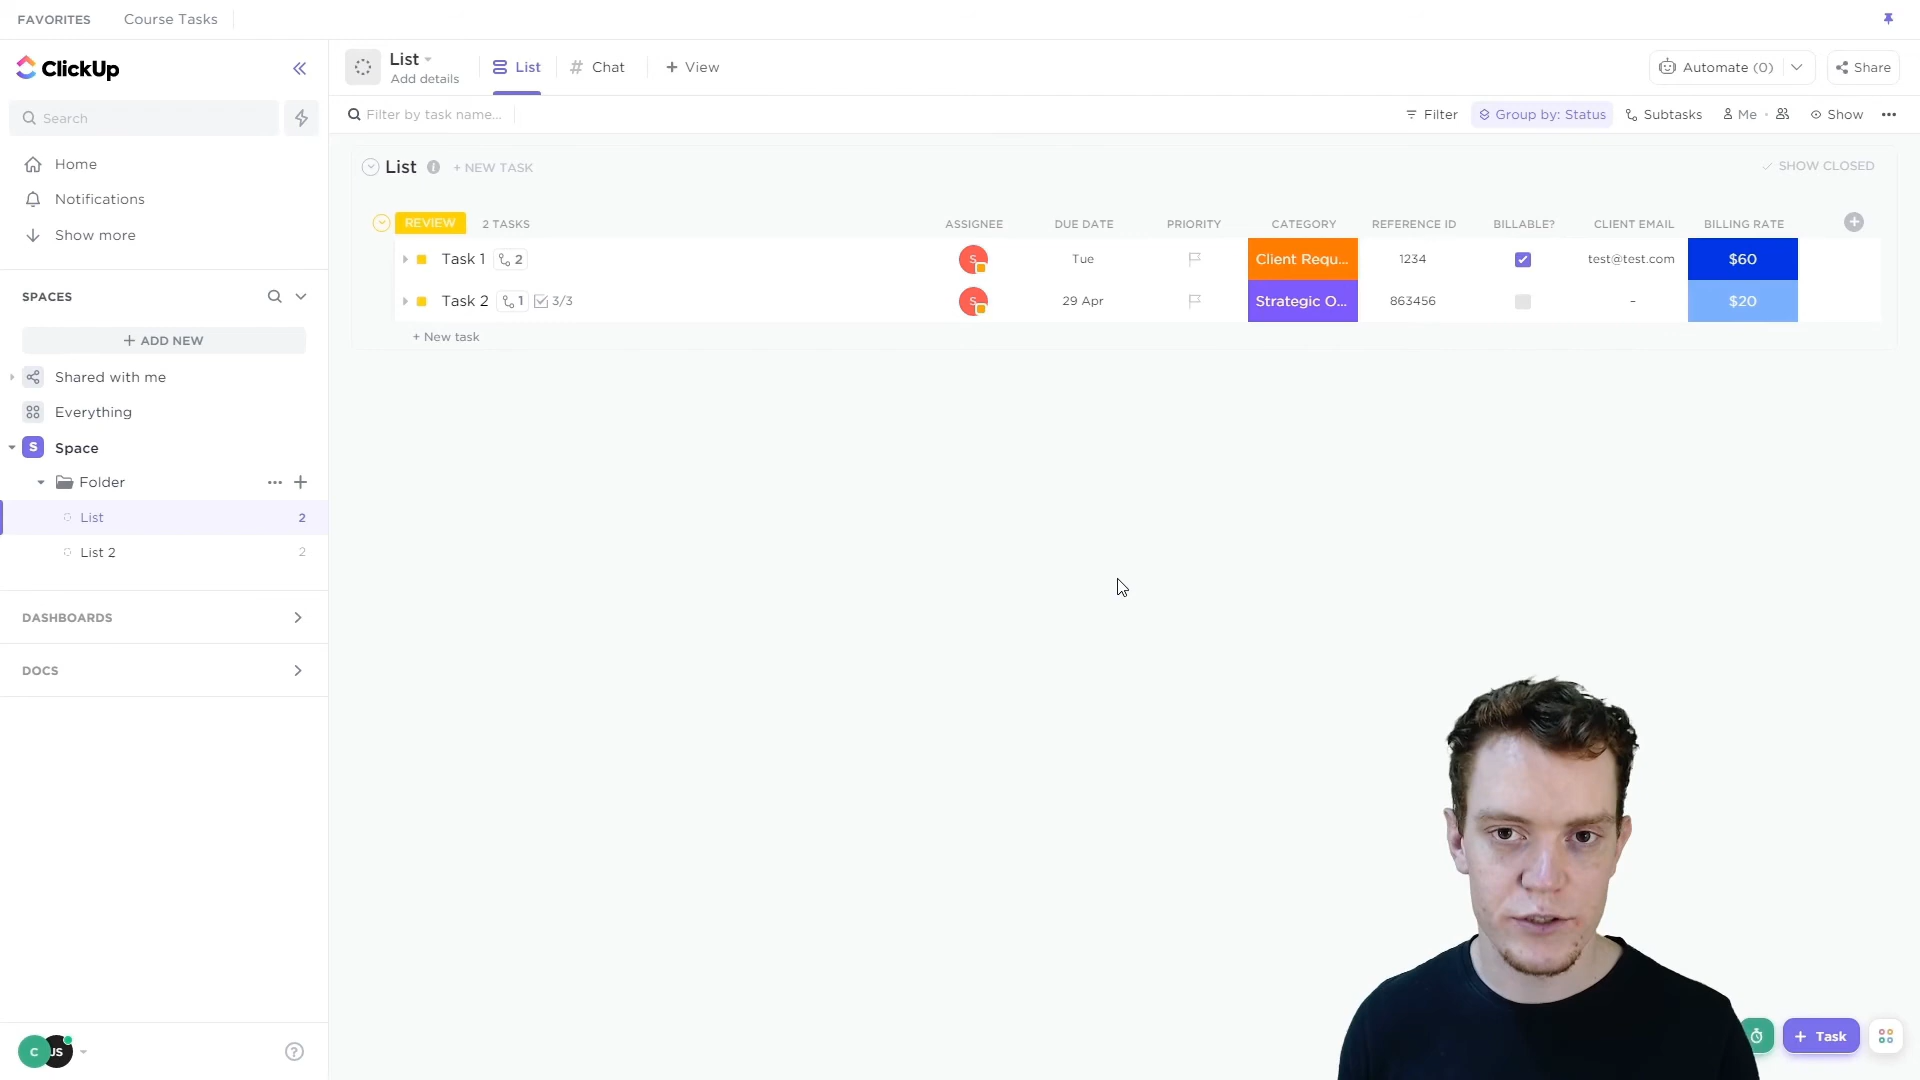 FAVORITES
Course Tasks
ClickUp
Search
Home
Notifications
Show more
SPACES
+ ADD NEW
Shared with me
Everything
S
Space
Folder
List
2
List 2
2
DASHBOARDS
DOCS
C
JS
List
Add details
List
# Chat
+ View
Automate (0)
Share
Filter by task name...
Filter
Group by: Status
Subtasks
Me
Show
List
+ NEW TASK
SHOW CLOSED
REVIEW
2 TASKS
ASSIGNEE
DUE DATE
PRIORITY
CATEGORY
REFERENCE ID
BILLABLE?
CLIENT EMAIL
BILLING RATE
Task 1
2
S
Tue
Client Requ...
1234
test@test.com
$60
Task 2
1
3/3
S
29 Apr
Strategic O...
863456
–
$20
+ New task
+ Task